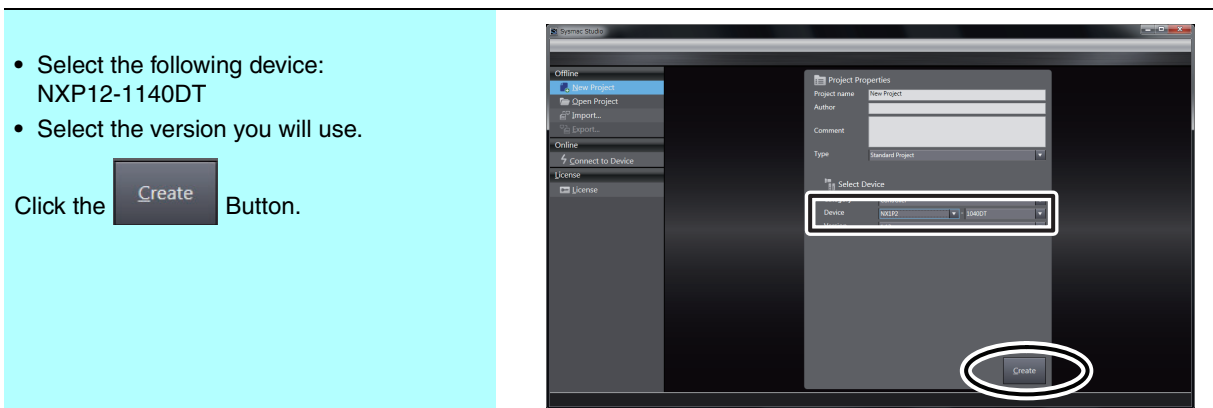 • Select the following device:
NXP12-1140DT
• Select the version you will use.
Click the Create Button.
Sysmac Studio
Offline
New Project
Open Project
Import...
Export...
Online
Connect to Device
License
License
Project Properties
Project name New Project
Author
Comment
Type Standard Project
Select Device
Device NX1P2 - 1040DT
Create